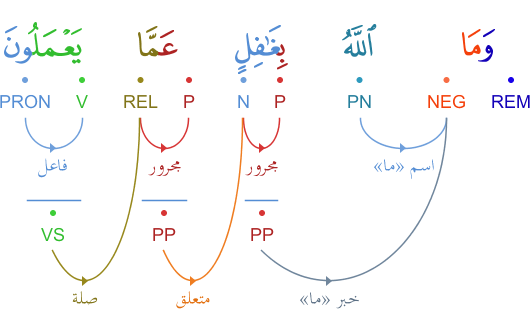 وَمَا ٱللَّهُ بِغَٰفِلٍ عَمَّا يَعْمَلُونَ
REM NEG PN P N P REL V PRON
اسم «ما» مجرور مجرور فاعل
PP PP VS
خبر «ما» متعلق صلة